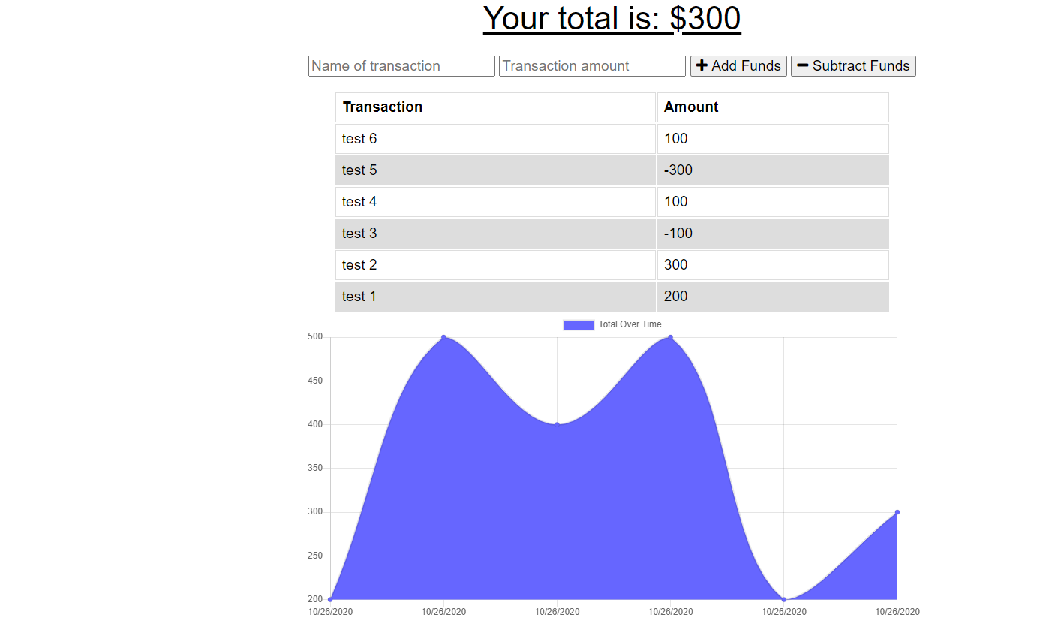 Your total is: $300
Name of transaction Transaction amount + Add Funds − Subtract Funds
Transaction Amount
test 6 100
test 5 -300
test 4 100
test 3 -100
test 2 300
test 1 200
Total Over Time
500
450
400
350
300
250
200
10/26/2020 10/26/2020 10/26/2020 10/26/2020 10/26/2020 10/26/2020